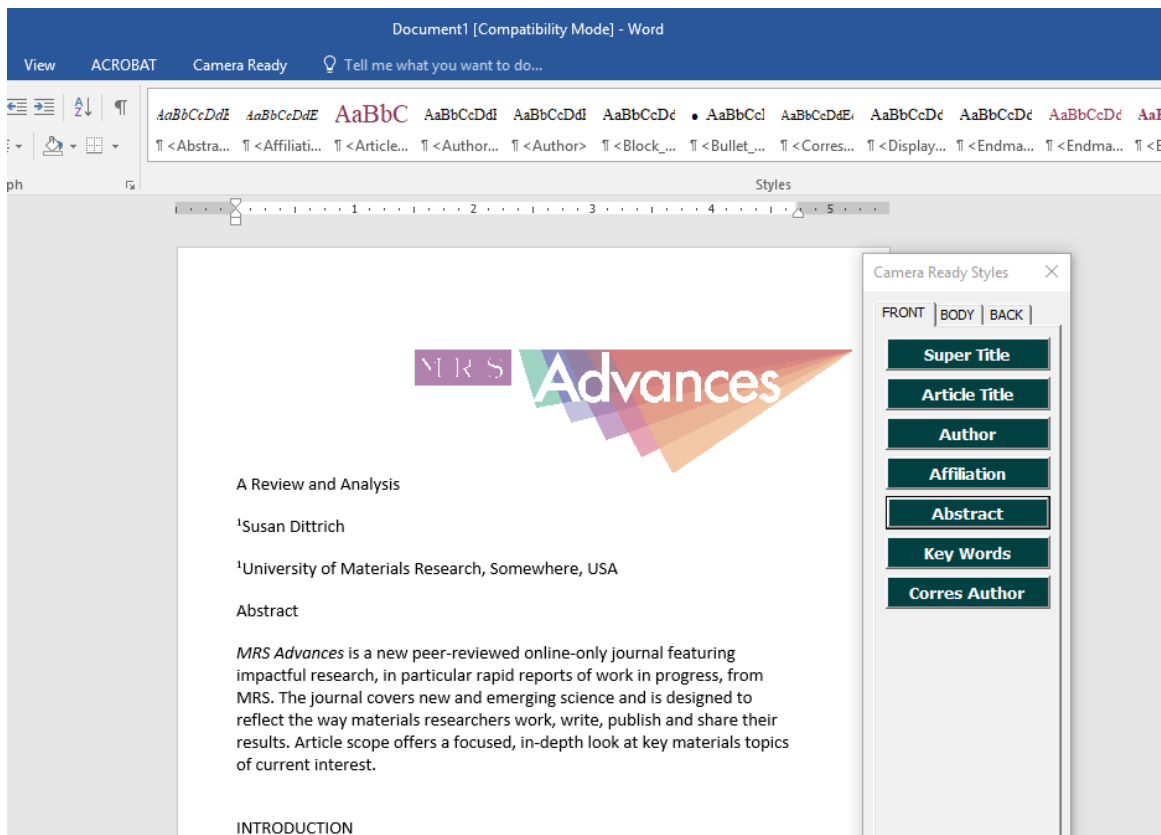 Document1 [Compatibility Mode] - Word
View ACROBAT Camera Ready Tell me what you want to do...
AaBbCcDdE AaBbCcDdE AaBbC AaBbCcDdI AaBbCcDdI AaBbCcDd • AaBbCcI AaBbCcDdE AaBbCcDd AaBbCcDd AaBbCcDd
¶ <Abstra... ¶ <Affiliati... ¶ <Article... ¶ <Author... ¶ <Author> ¶ <Block_... ¶ <Bullet_... ¶ <Corres... ¶ <Display... ¶ <Endma... ¶ <Endma...
Styles
1 2 3 4 5
Camera Ready Styles
FRONT BODY BACK
Super Title
Article Title
Author
Affiliation
Abstract
Key Words
Corres Author
MRS Advances
A Review and Analysis
¹Susan Dittrich
¹University of Materials Research, Somewhere, USA
Abstract
MRS Advances is a new peer-reviewed online-only journal featuring
impactful research, in particular rapid reports of work in progress, from
MRS. The journal covers new and emerging science and is designed to
reflect the way materials researchers work, write, publish and share their
results. Article scope offers a focused, in-depth look at key materials topics
of current interest.
INTRODUCTION